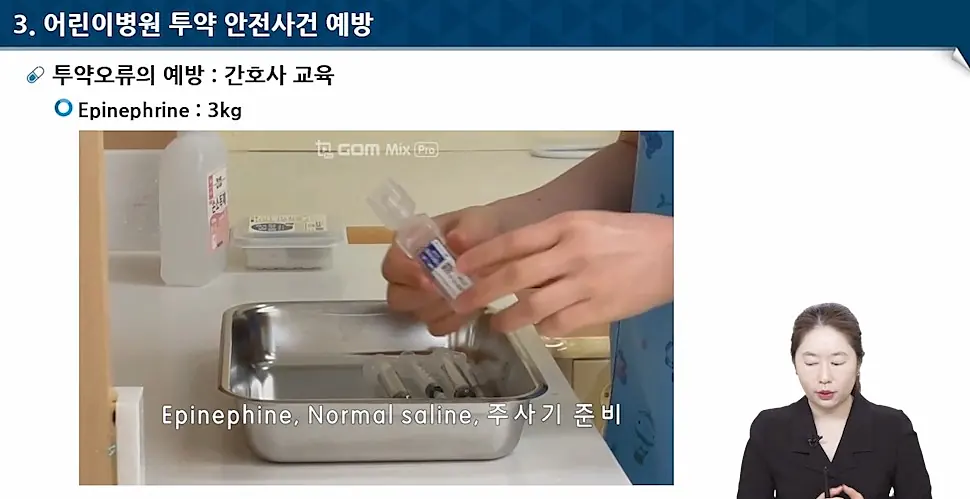 3. 어린이병원 투약 안전사건 예방
투약오류의 예방 : 간호사 교육
Epinephrine : 3kg
GOM Mix Pro
Epinephine, Normal saline, 주사기 준비